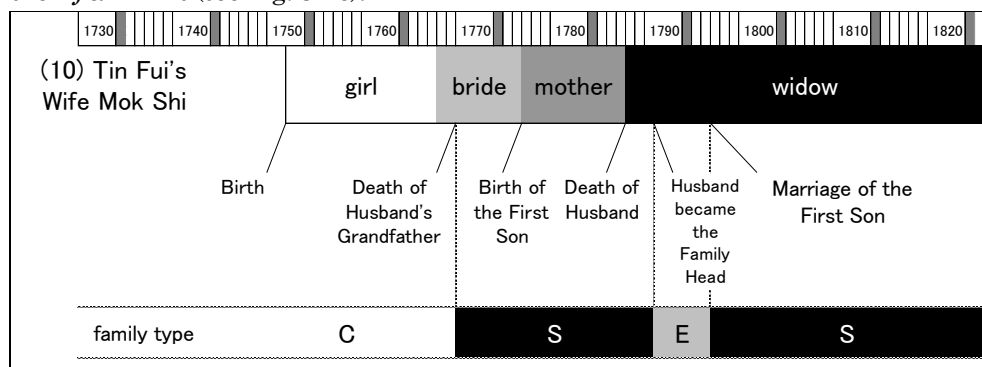 1730 1740 1750 1760 1770 1780 1790 1800 1810 1820
(10) Tin Fui's
Wife Mok Shi
girl bride mother widow
Birth
Death of
Husband's
Grandfather
Birth of
the First
Son
Death of
Husband
Husband
became
the
Family
Head
Marriage of the
First Son
family type C S E S